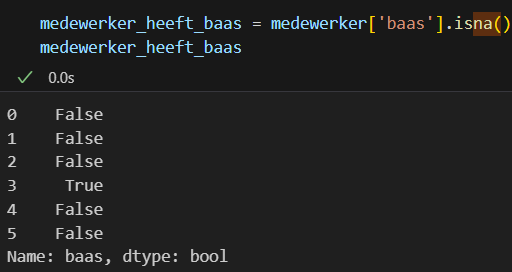 medewerker_heeft_baas = medewerker['baas'].isna()
medewerker_heeft_baas
0.0s
0    False
1    False
2    False
3     True
4    False
5    False
Name: baas, dtype: bool